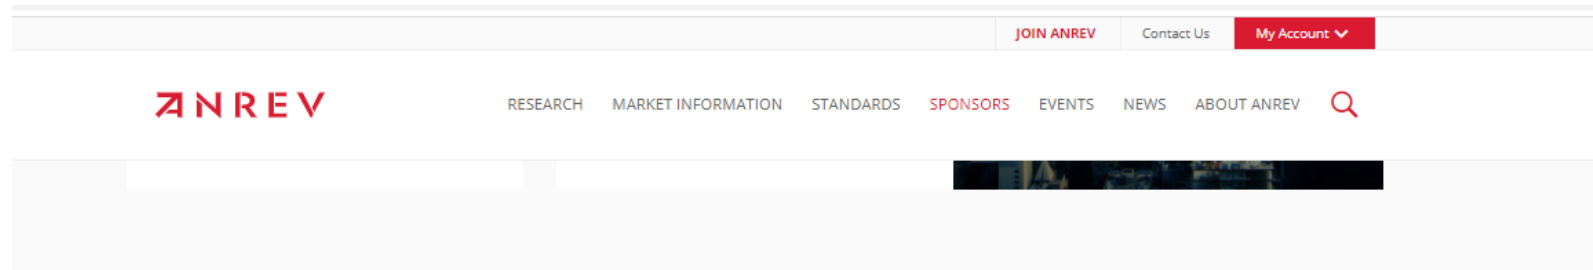 JOIN ANREV Contact Us My Account
ANREV RESEARCH MARKET INFORMATION STANDARDS SPONSORS EVENTS NEWS ABOUT ANREV